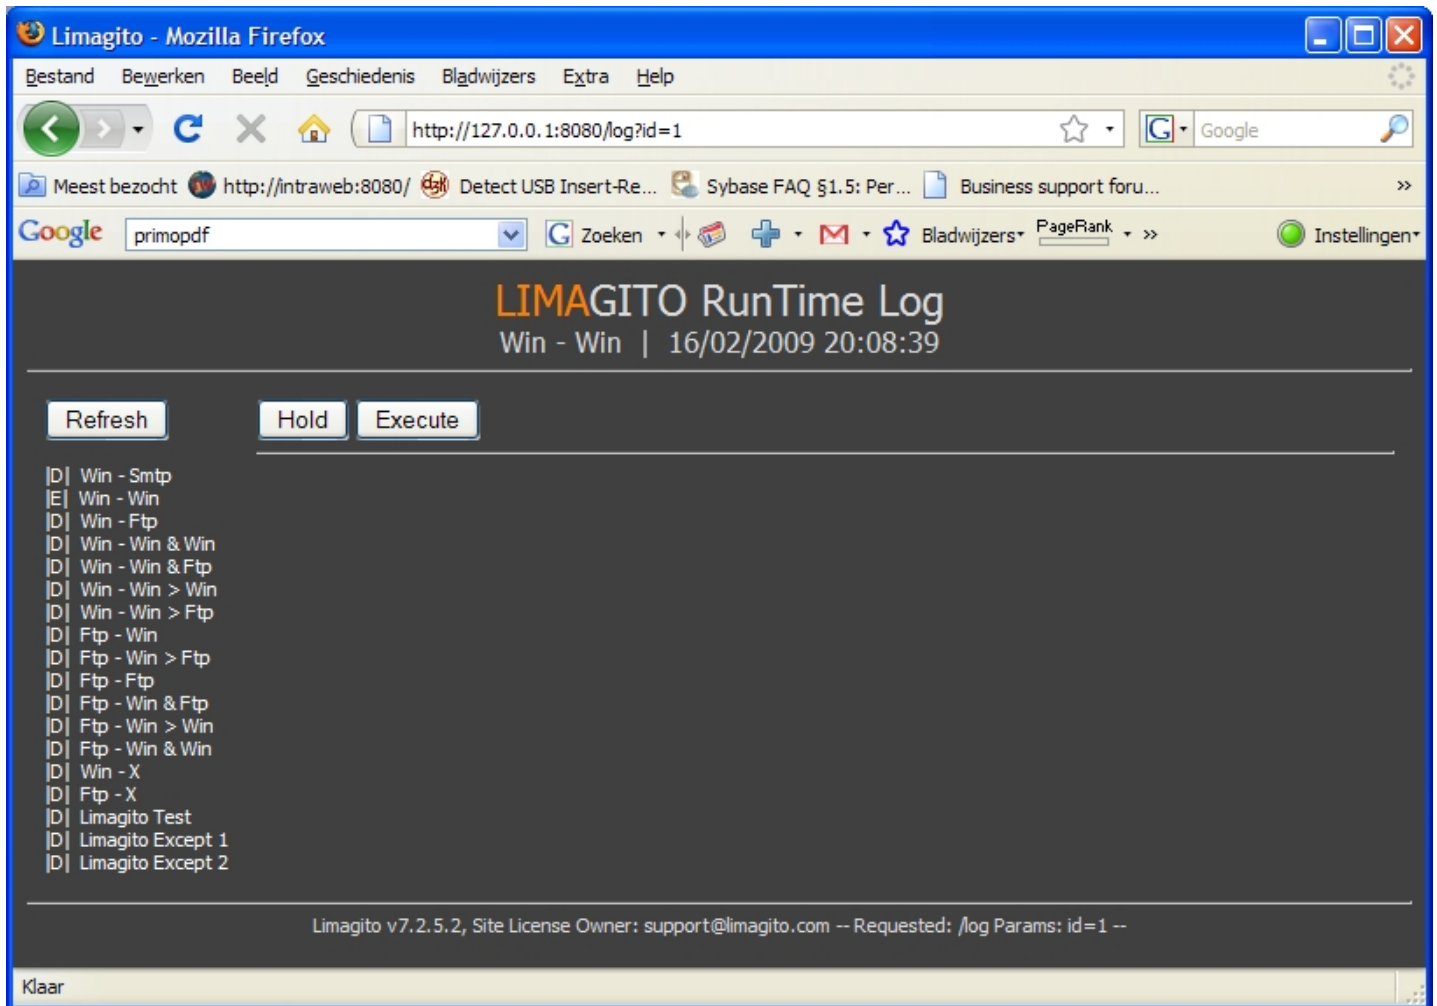 Limagito - Mozilla Firefox
Bestand Bewerken Beeld Geschiedenis Bladwijzers Extra Help
http://127.0.0.1:8080/log?id=1 G Google
Meest bezocht http://intraweb:8080/ Detect USB Insert-Re... Sybase FAQ §1.5: Per... Business support foru... »
Google primopdf G Zoeken Bladwijzers PageRank » Instellingen
LIMAGITO RunTime Log
Win - Win | 16/02/2009 20:08:39
Refresh Hold Execute
|D| Win - Smtp
|E| Win - Win
|D| Win - Ftp
|D| Win - Win & Win
|D| Win - Win & Ftp
|D| Win - Win > Win
|D| Win - Win > Ftp
|D| Ftp - Win
|D| Ftp - Win > Ftp
|D| Ftp - Ftp
|D| Ftp - Win & Ftp
|D| Ftp - Win > Win
|D| Ftp - Win & Win
|D| Win - X
|D| Ftp - X
|D| Limagito Test
|D| Limagito Except 1
|D| Limagito Except 2
Limagito v7.2.5.2, Site License Owner: support@limagito.com -- Requested: /log Params: id=1 --
Klaar